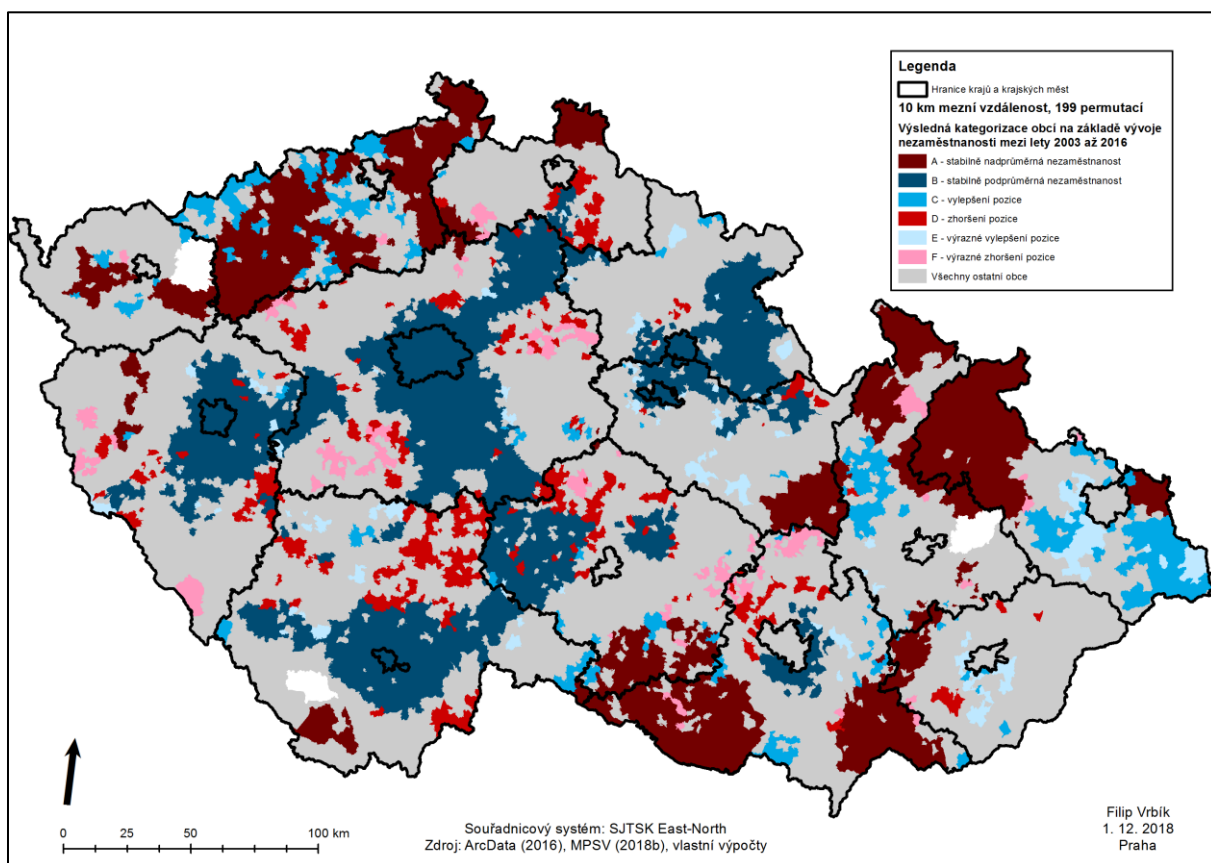 Legenda
Hranice krajů a krajských měst
10 km mezní vzdálenost, 199 permutací
Výsledná kategorizace obcí na základě vývoje
nezaměstnanosti mezi lety 2003 až 2016
A - stabilně nadprůměrná nezaměstnanost
B - stabilně podprůměrná nezaměstnanost
C - vylepšení pozice
D - zhoršení pozice
E - výrazné vylepšení pozice
F - výrazné zhoršení pozice
Všechny ostatní obce
0 25 50 100 km
Souřadnicový systém: SJTSK East-North
Zdroj: ArcData (2016), MPSV (2018b), vlastní výpočty
Filip Vrbík
1. 12. 2018
Praha